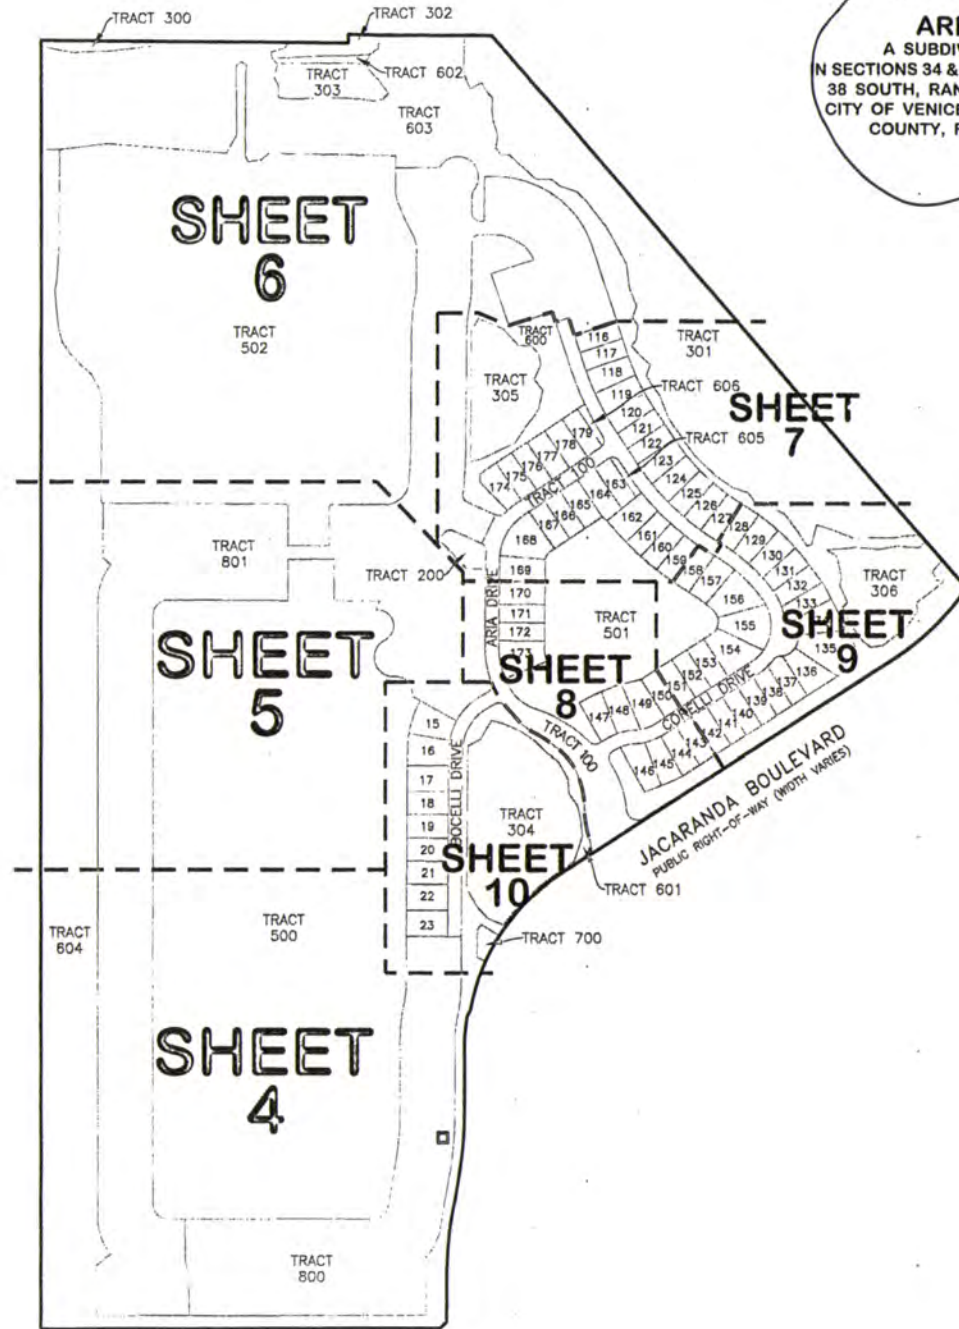 TRACT 300
TRACT 302
ARI
A SUBDIV
N SECTIONS 34 &
38 SOUTH, RAN
CITY OF VENICE
COUNTY, F
TRACT
303
TRACT 602
TRACT
603
SHEET
6
TRACT
502
TRACT
600
116
117
118
119
120
121
122
123
124
125
126
127
128
129
130
131
132
133
135
TRACT
301
TRACT
305
TRACT 606
SHEET
7
TRACT 605
179
178
177
176
175
174
TRACT 100
163
164
165
166
167
168
162
161
160
159
158
157
156
155
154
153
152
151
150
149
148
147
169
170
171
172
173
ARIA DRIVE
TRACT
801
TRACT 200
TRACT
501
TRACT
306
SHEET
5
SHEET
8
SHEET
9
CORELLI DRIVE
136
137
138
139
140
141
142
143
144
145
146
TRACT 100
15
16
17
18
19
20
21
22
23
BOCELLI DRIVE
TRACT
304
SHEET
10
JACARANDA BOULEVARD
PUBLIC RIGHT-OF-WAY (WIDTH VARIES)
TRACT 601
TRACT 700
TRACT
604
TRACT
500
SHEET
4
TRACT
800